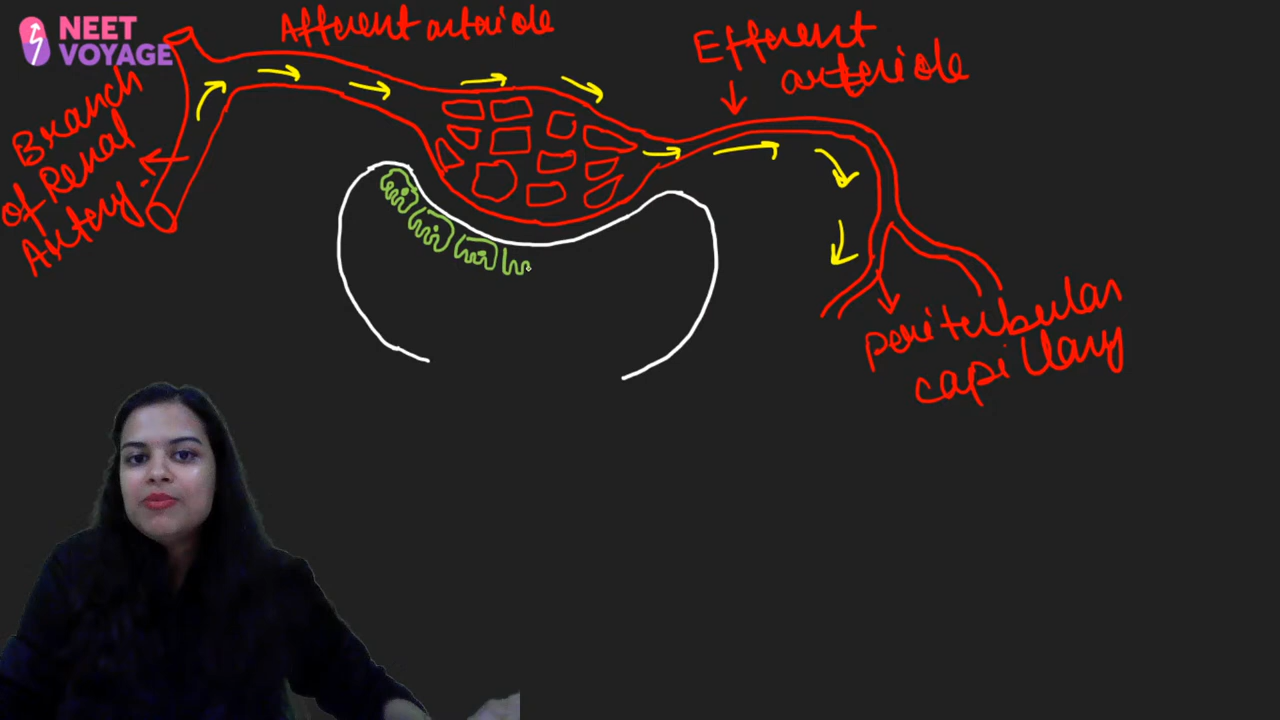 NEET
VOYAGE
Afferent arteriole
Efferent
arteriole
Branch
of Renal
Artery
peritubular
capillary